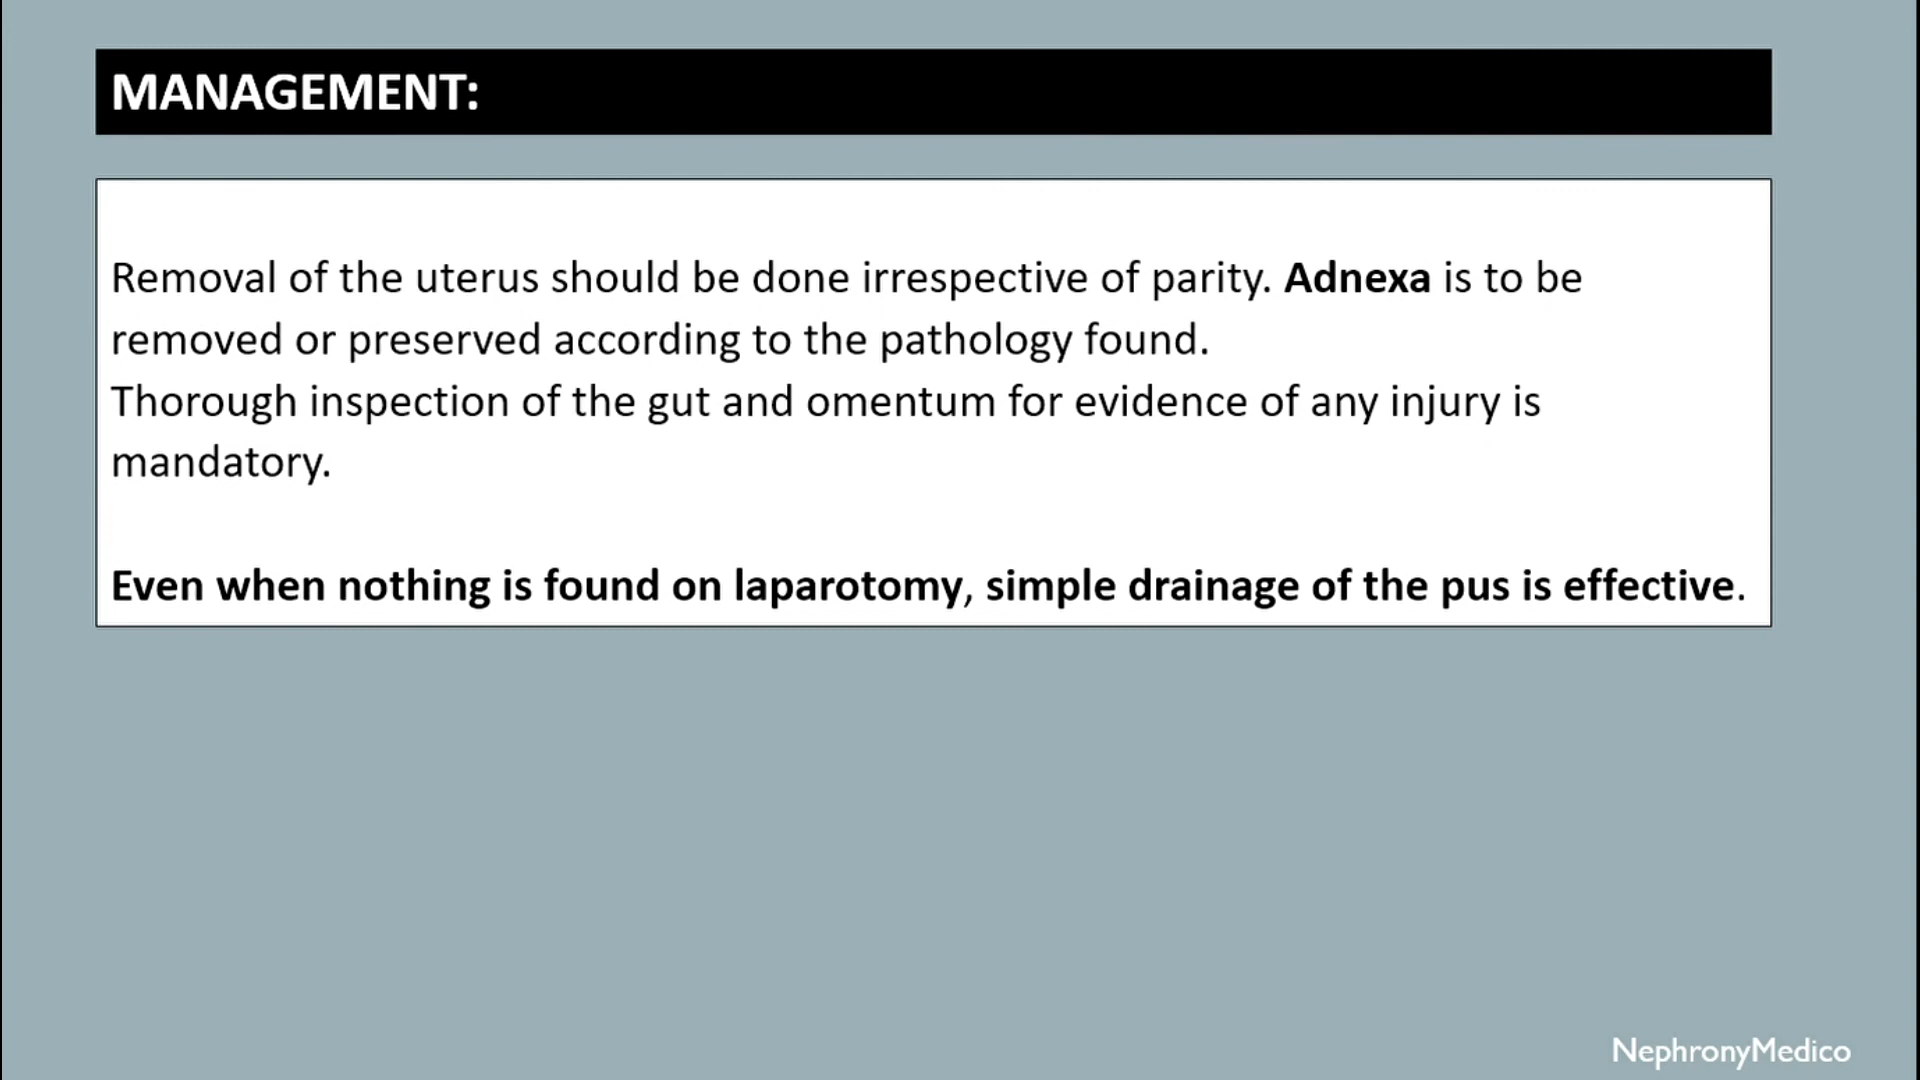 MANAGEMENT:
Removal of the uterus should be done irrespective of parity. Adnexa is to be
removed or preserved according to the pathology found.
Thorough inspection of the gut and omentum for evidence of any injury is
mandatory.
Even when nothing is found on laparotomy, simple drainage of the pus is effective.
NephronyMedico